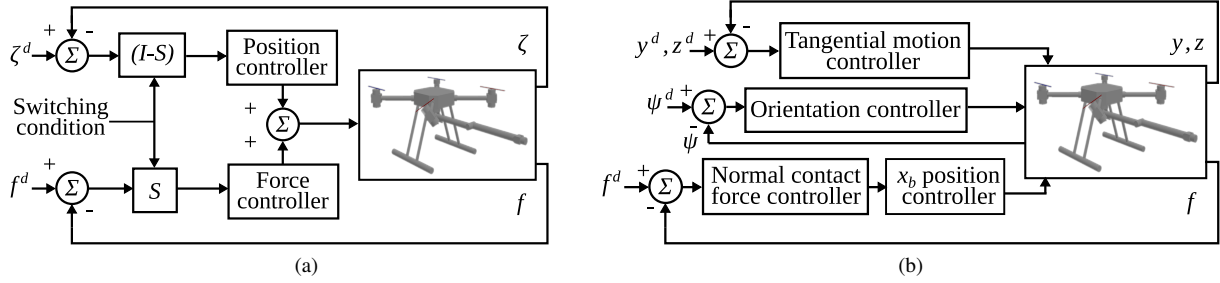 +
-
ζ^d
Σ
(I-S)
Position
controller
ζ
Switching
condition
+
+
Σ
+
f^d
Σ
-
S
Force
controller
f
(a)
y^d, z^d
+
-
Σ
Tangential motion
controller
y, z
ψ^d
+
Σ
-
Orientation controller
ψ
f^d
+
Σ
-
Normal contact
force controller
x_b position
controller
f
(b)